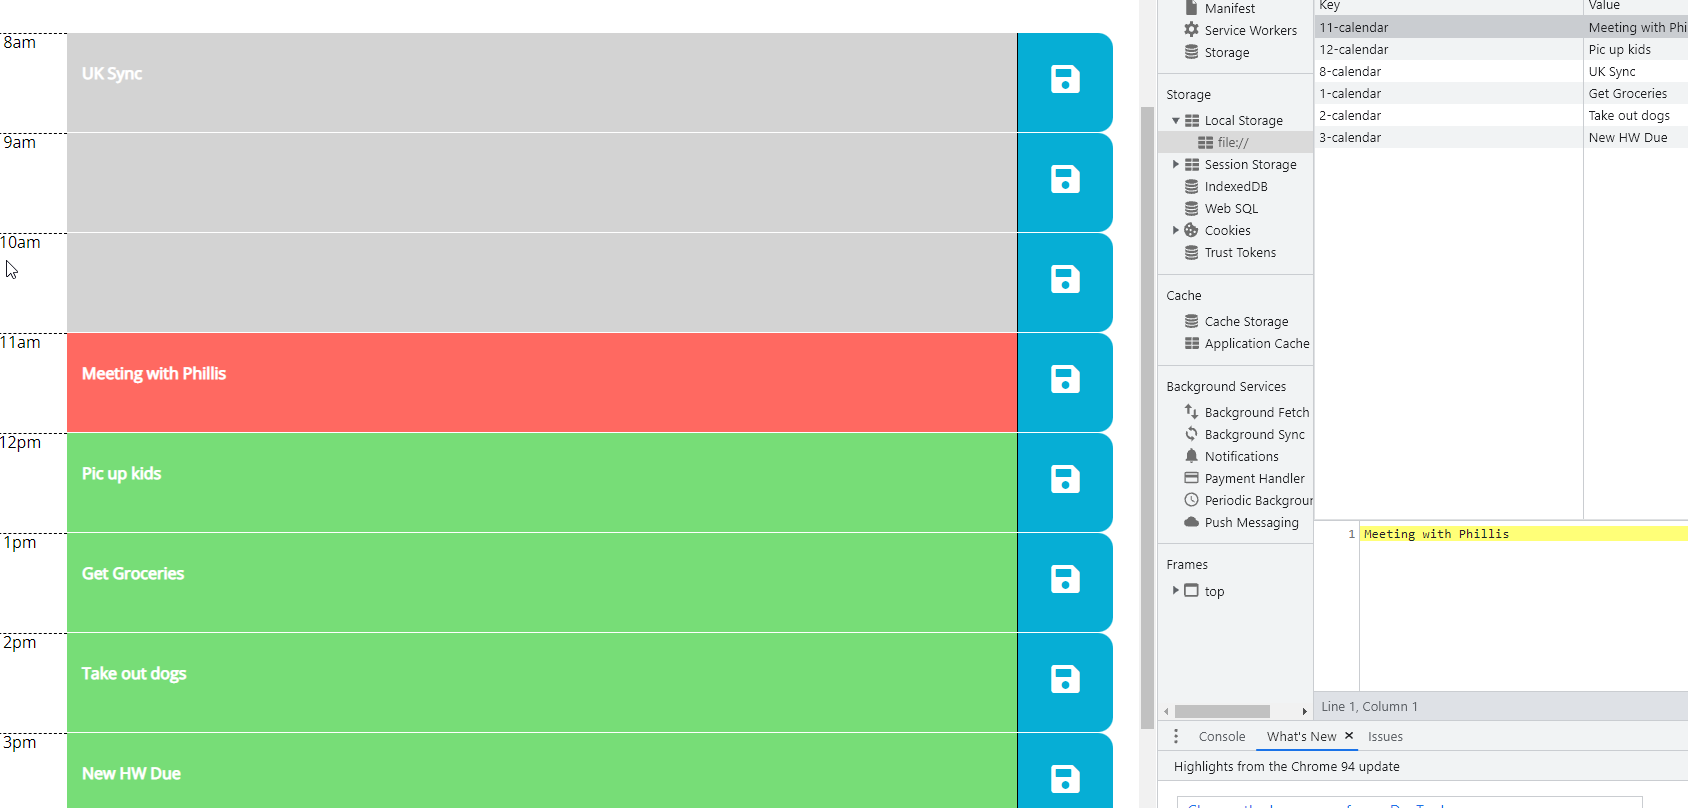 8am
UK Sync
9am
10am
11am
Meeting with Phillis
12pm
Pic up kids
1pm
Get Groceries
2pm
Take out dogs
3pm
New HW Due
Manifest
Service Workers
Storage
Storage
Local Storage
file://
Session Storage
IndexedDB
Web SQL
Cookies
Trust Tokens
Cache
Cache Storage
Application Cache
Background Services
Background Fetch
Background Sync
Notifications
Payment Handler
Periodic Backgrour
Push Messaging
Frames
top
Key Value
11-calendar Meeting with Phi
12-calendar Pic up kids
8-calendar UK Sync
1-calendar Get Groceries
2-calendar Take out dogs
3-calendar New HW Due
1 Meeting with Phillis
Line 1, Column 1
Console What's New × Issues
Highlights from the Chrome 94 update